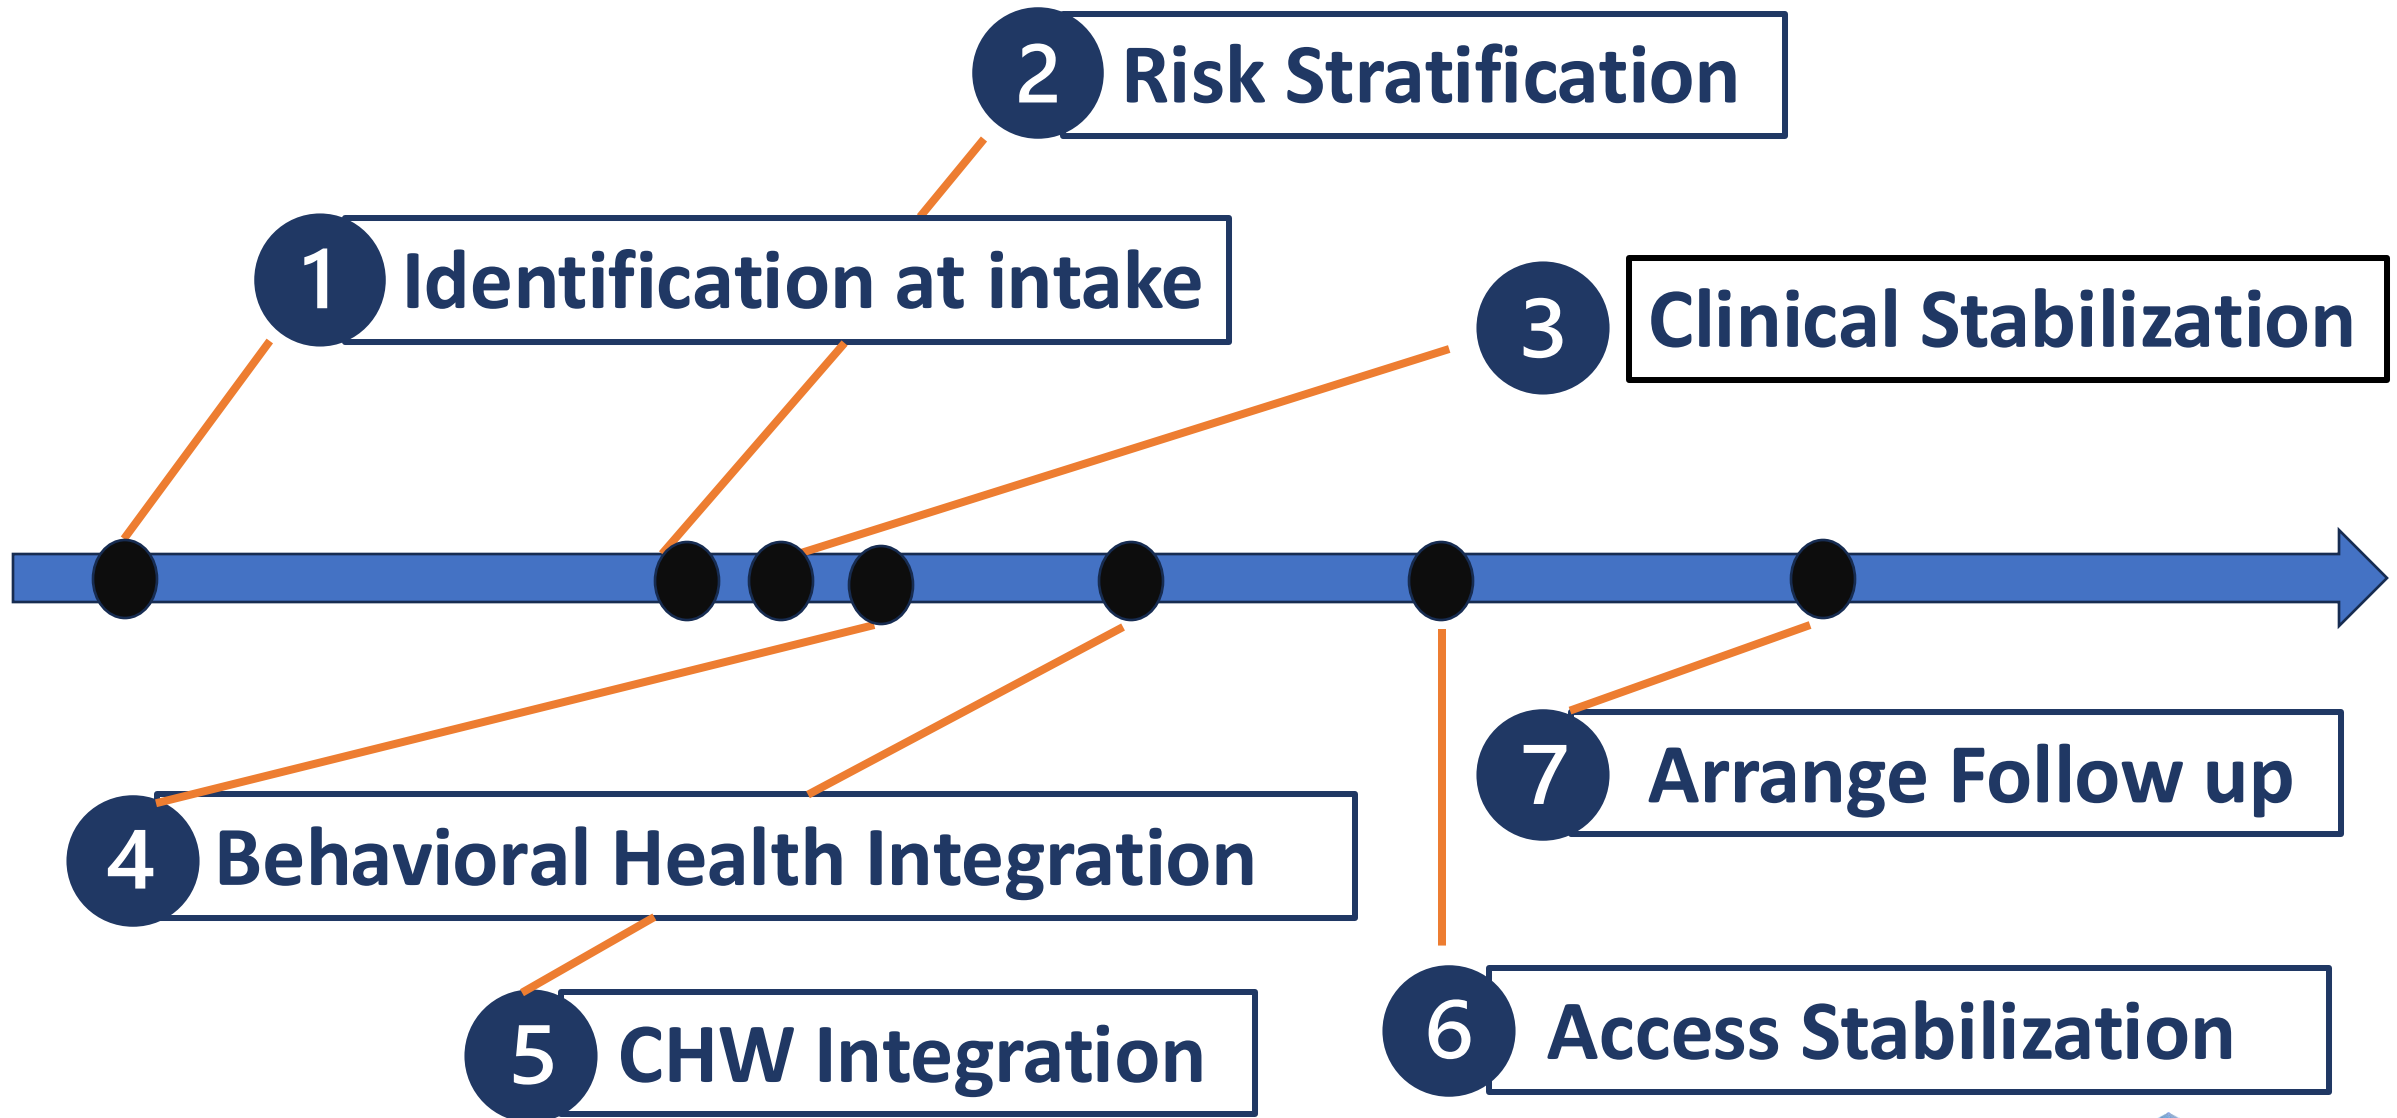 2 Risk Stratification
1 Identification at intake
3 Clinical Stabilization
4 Behavioral Health Integration
7 Arrange Follow up
5 CHW Integration
6 Access Stabilization